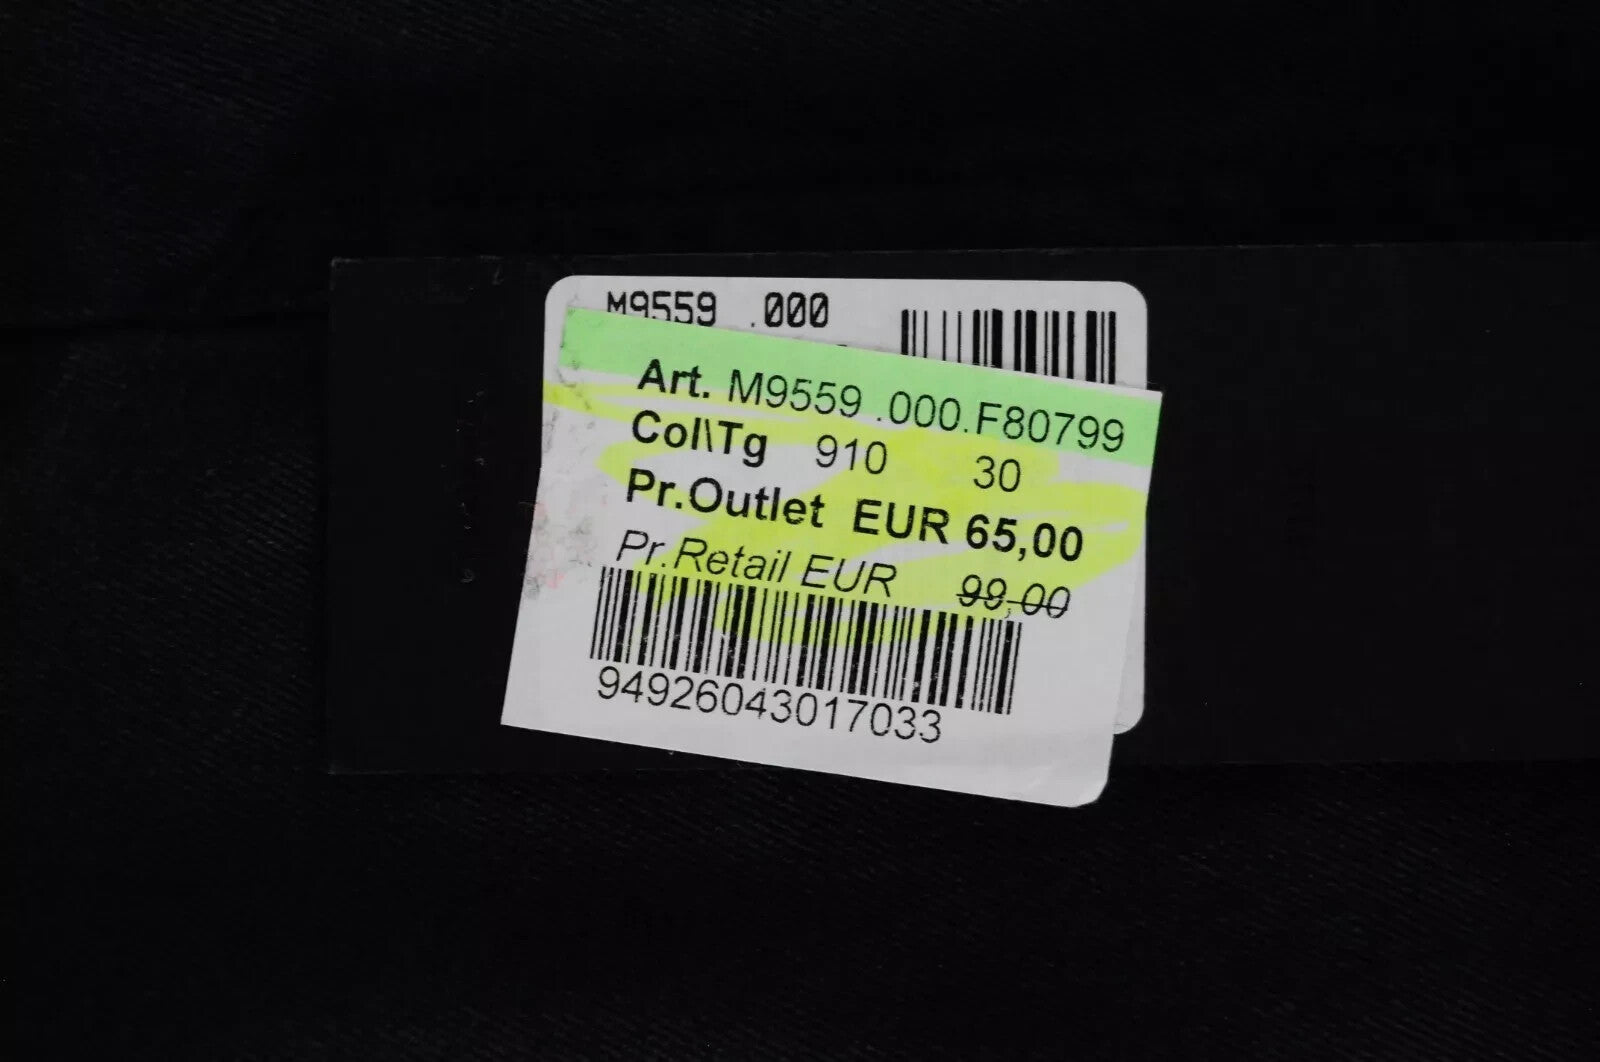 M9559 .000
Art. M9559 .000.F80799
Col\Tg 910 30
Pr.Outlet EUR 65,00
Pr.Retail EUR 99,00
94926043017033